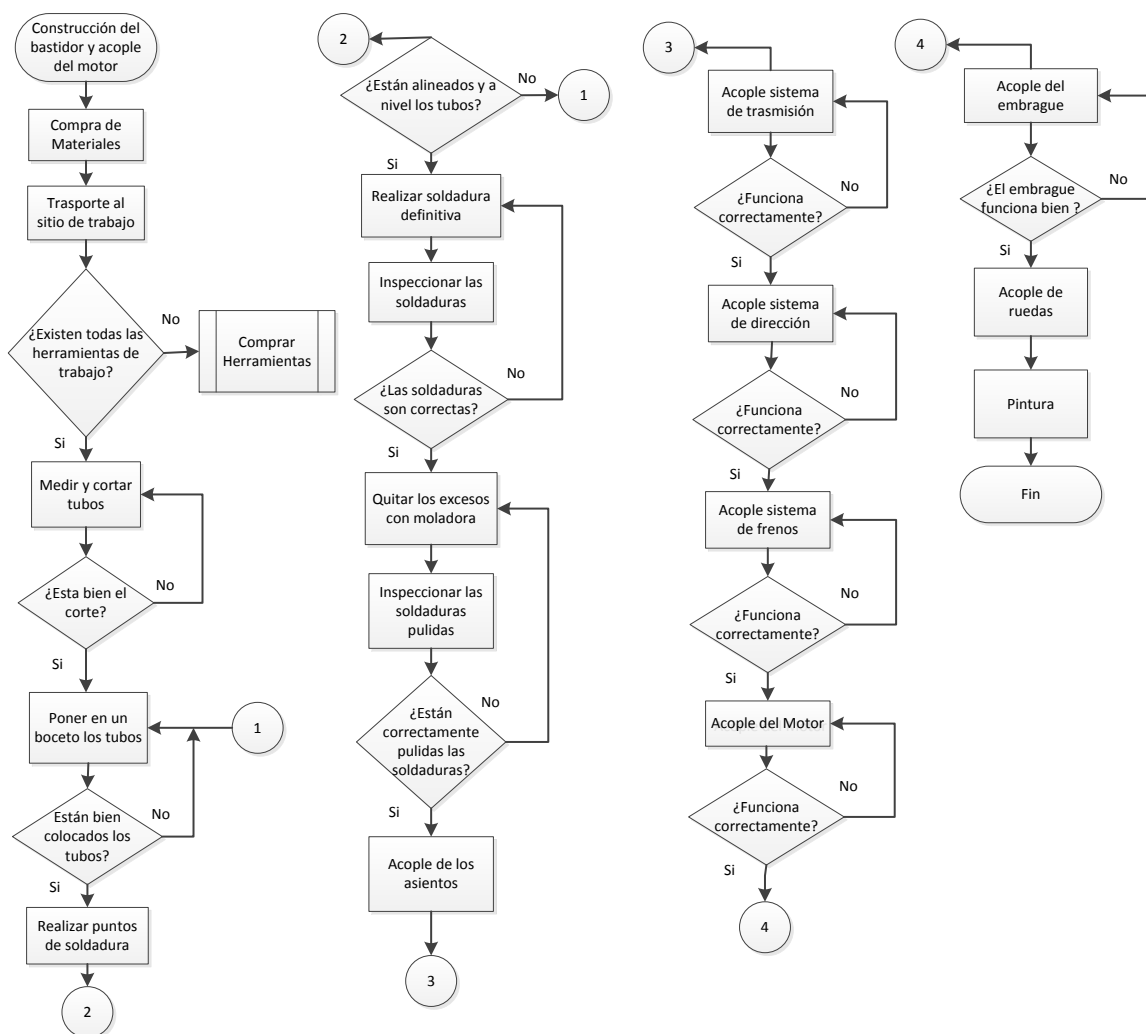 Construcción del
bastidor y acople
del motor
Compra de
Materiales
Trasporte al
sitio de trabajo
¿Existen todas las
herramientas de
trabajo?
No
Comprar
Herramientas
Si
Medir y cortar
tubos
¿Esta bien el
corte?
No
Si
Poner en un
boceto los tubos
1
Están bien
colocados los
tubos?
No
Si
Realizar puntos
de soldadura
2
2
¿Están alineados y a
nivel los tubos?
No
1
Si
Realizar soldadura
definitiva
Inspeccionar las
soldaduras
¿Las soldaduras
son correctas?
No
Si
Quitar los excesos
con moladora
Inspeccionar las
soldaduras
pulidas
¿Están
correctamente
pulidas las
soldaduras?
No
Si
Acople de los
asientos
3
3
Acople sistema
de trasmisión
¿Funciona
correctamente?
No
Si
Acople sistema
de dirección
¿Funciona
correctamente?
No
Si
Acople sistema
de frenos
¿Funciona
correctamente?
No
Si
Acople del Motor
¿Funciona
correctamente?
No
Si
4
4
Acople del
embrague
¿El embrague
funciona bien ?
No
Si
Acople de
ruedas
Pintura
Fin